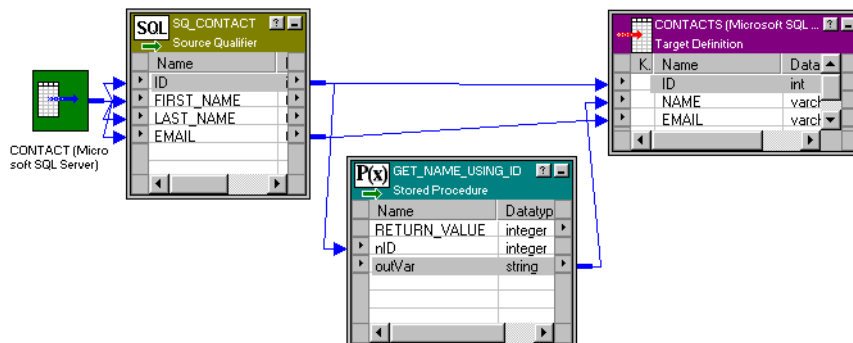 SQL SQ_CONTACT
Source Qualifier
Name
ID
FIRST_NAME
LAST_NAME
EMAIL
CONTACT (Micro
soft SQL Server)
CONTACTS (Microsoft SQL ...
Target Definition
K. Name Data
ID int
NAME varch
EMAIL varch
P(x) GET_NAME_USING_ID
Stored Procedure
Name Datatyp
RETURN_VALUE integer
nID integer
outVar string